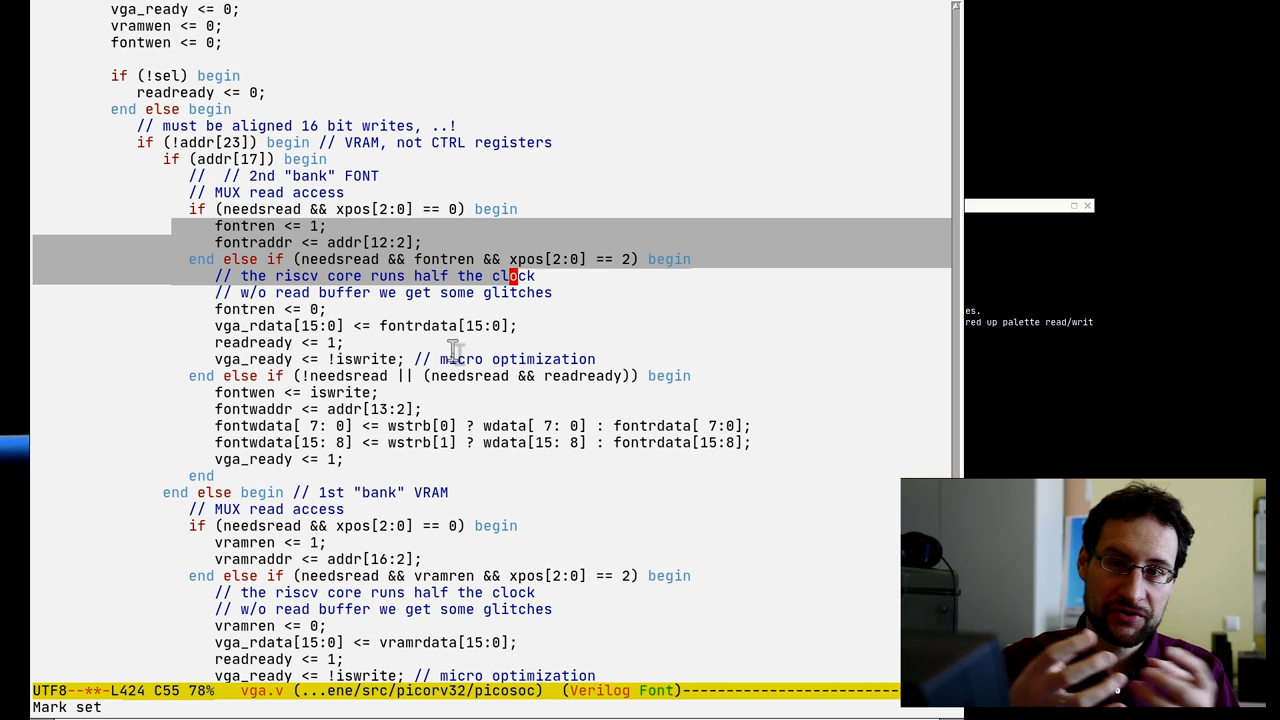 vga_ready <= 0;
vramwen <= 0;
fontwen <= 0;
if (!sel) begin
readready <= 0;
end else begin
// must be aligned 16 bit writes, ..!
if (!addr[23]) begin // VRAM, not CTRL registers
if (addr[17]) begin
//  // 2nd "bank" FONT
// MUX read access
if (needsread && xpos[2:0] == 0) begin
fontren <= 1;
fontraddr <= addr[12:2];
end else if (needsread && fontren && xpos[2:0] == 2) begin
// the riscv core runs half the clock
// w/o read buffer we get some glitches
fontren <= 0;
vga_rdata[15:0] <= fontrdata[15:0];
readready <= 1;
vga_ready <= !iswrite; // micro optimization
end else if (!needsread || (needsread && readready)) begin
fontwen <= iswrite;
fontwaddr <= addr[13:2];
fontwdata[ 7: 0] <= wstrb[0] ? wdata[ 7: 0] : fontrdata[ 7:0];
fontwdata[15: 8] <= wstrb[1] ? wdata[15: 8] : fontrdata[15:8];
vga_ready <= 1;
end
end else begin // 1st "bank" VRAM
// MUX read access
if (needsread && xpos[2:0] == 0) begin
vramren <= 1;
vramraddr <= addr[16:2];
end else if (needsread && vramren && xpos[2:0] == 2) begin
// the riscv core runs half the clock
// w/o read buffer we get some glitches
vramren <= 0;
vga_rdata[15:0] <= vramrdata[15:0];
readready <= 1;
vga_ready <= !iswrite; // micro optimization
UTF8--**-L424 C55 78%   vga.v (...ene/src/picorv32/picosoc)  (Verilog Font)-------------------------
Mark set
es.
red up palette read/writ